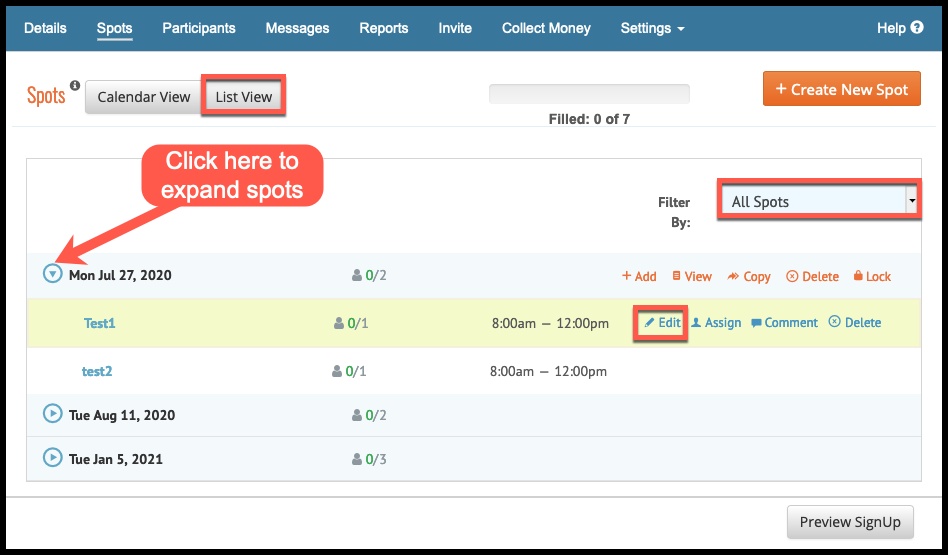 Details Spots Participants Messages Reports Invite Collect Money Settings Help ?
Spots i Calendar View List View + Create New Spot
Filled: 0 of 7
Click here to
expand spots
Filter
By:
All Spots
Mon Jul 27, 2020 0/2 + Add View Copy Delete Lock
Test1 0/1 8:00am — 12:00pm Edit Assign Comment Delete
test2 0/1 8:00am — 12:00pm
Tue Aug 11, 2020 0/2
Tue Jan 5, 2021 0/3
Preview SignUp